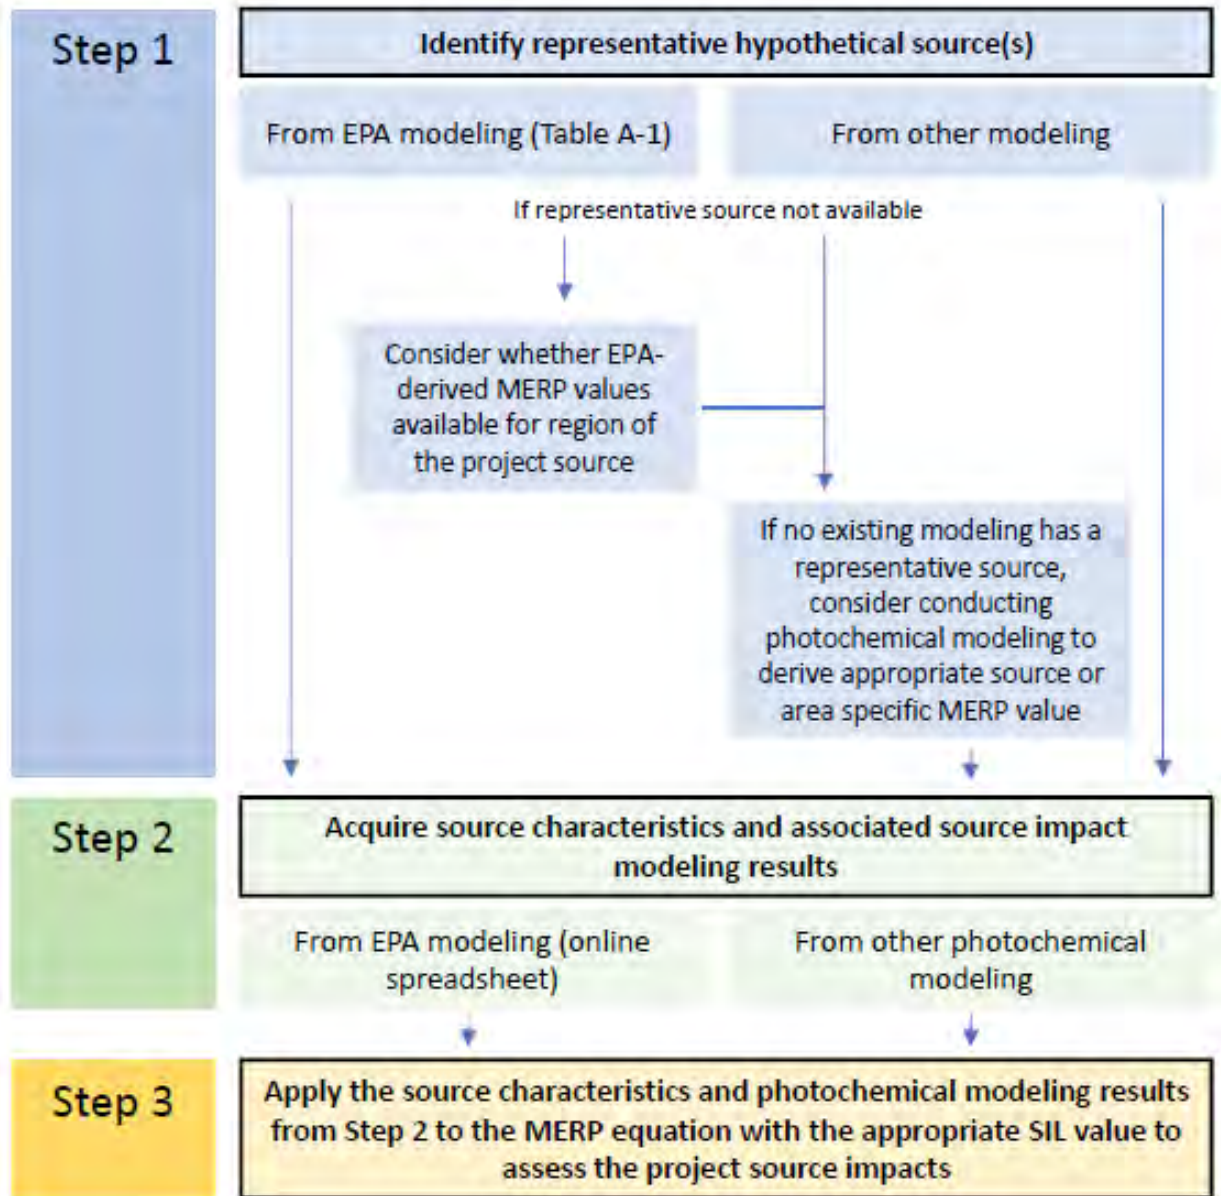 Step 1
Identify representative hypothetical source(s)
From EPA modeling (Table A-1)
From other modeling
If representative source not available
Consider whether EPA-
derived MERP values
available for region of
the project source
If no existing modeling has a
representative source,
consider conducting
photochemical modeling to
derive appropriate source or
area specific MERP value
Step 2
Acquire source characteristics and associated source impact
modeling results
From EPA modeling (online
spreadsheet)
From other photochemical
modeling
Step 3
Apply the source characteristics and photochemical modeling results
from Step 2 to the MERP equation with the appropriate SIL value to
assess the project source impacts